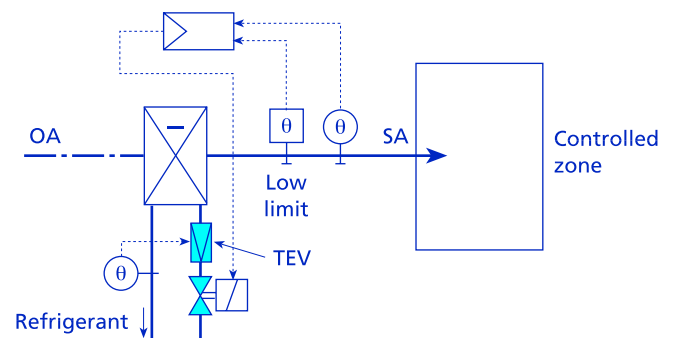 θ
θ
OA
SA
Controlled
zone
Low
limit
TEV
θ
Refrigerant